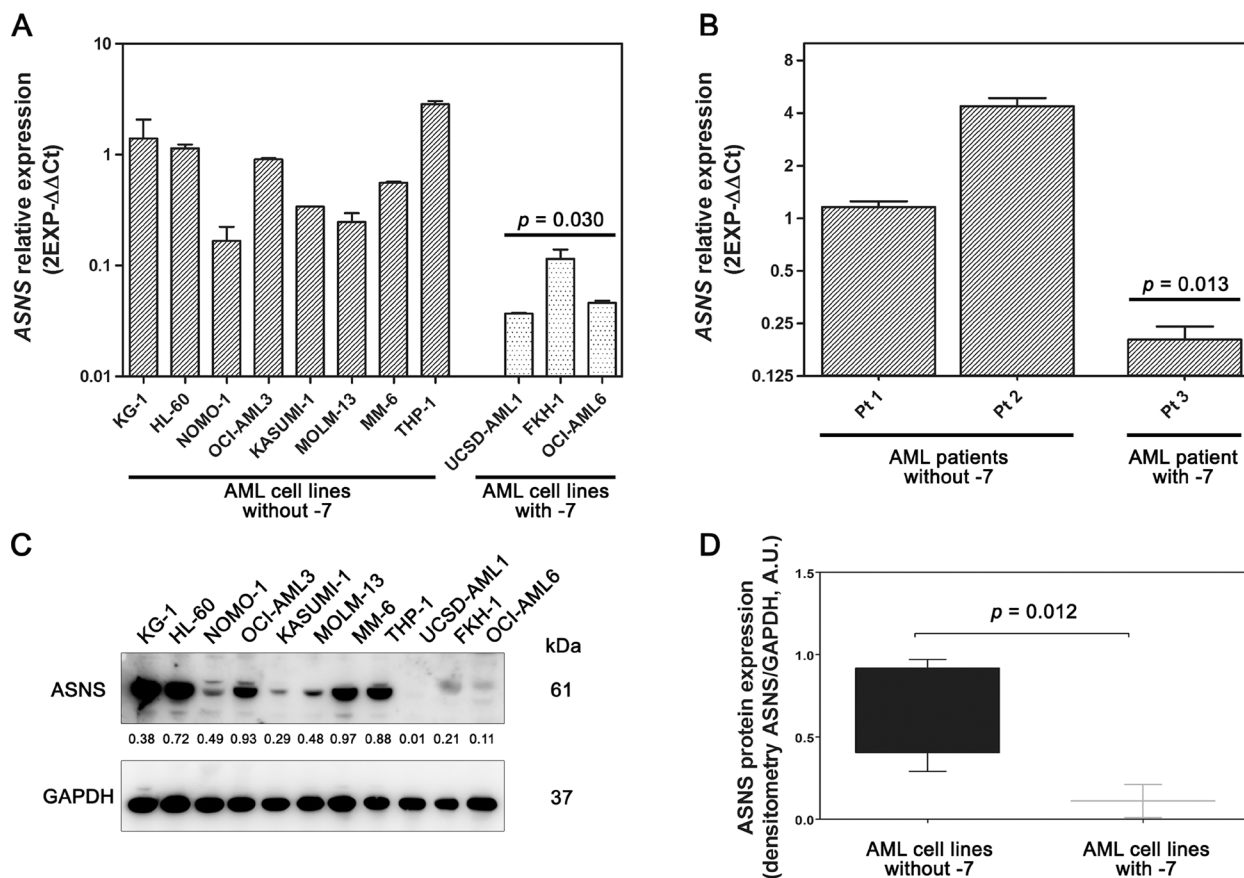 A
ASNS relative expression
(2EXP-ΔΔCt)
10
1
0.1
0.01
p = 0.030
KG-1
HL-60
NOMO-1
OCI-AML3
KASUMI-1
MOLM-13
MM-6
THP-1
UCSD-AML1
FKH-1
OCI-AML6
AML cell lines
without -7
AML cell lines
with -7
B
ASNS relative expression
(2EXP-ΔΔCt)
8
4
2
1
0.5
0.25
0.125
p = 0.013
Pt 1
Pt 2
Pt 3
AML patients
without -7
AML patient
with -7
C
KG-1
HL-60
NOMO-1
OCI-AML3
KASUMI-1
MOLM-13
MM-6
THP-1
UCSD-AML1
FKH-1
OCI-AML6
kDa
ASNS
61
0.38 0.72 0.49 0.93 0.29 0.48 0.97 0.88 0.01 0.21 0.11
GAPDH
37
D
ASNS protein expression
(densitometry ASNS/GAPDH, A.U.)
1.5
1.0
0.5
0.0
p = 0.012
AML cell lines
without -7
AML cell lines
with -7